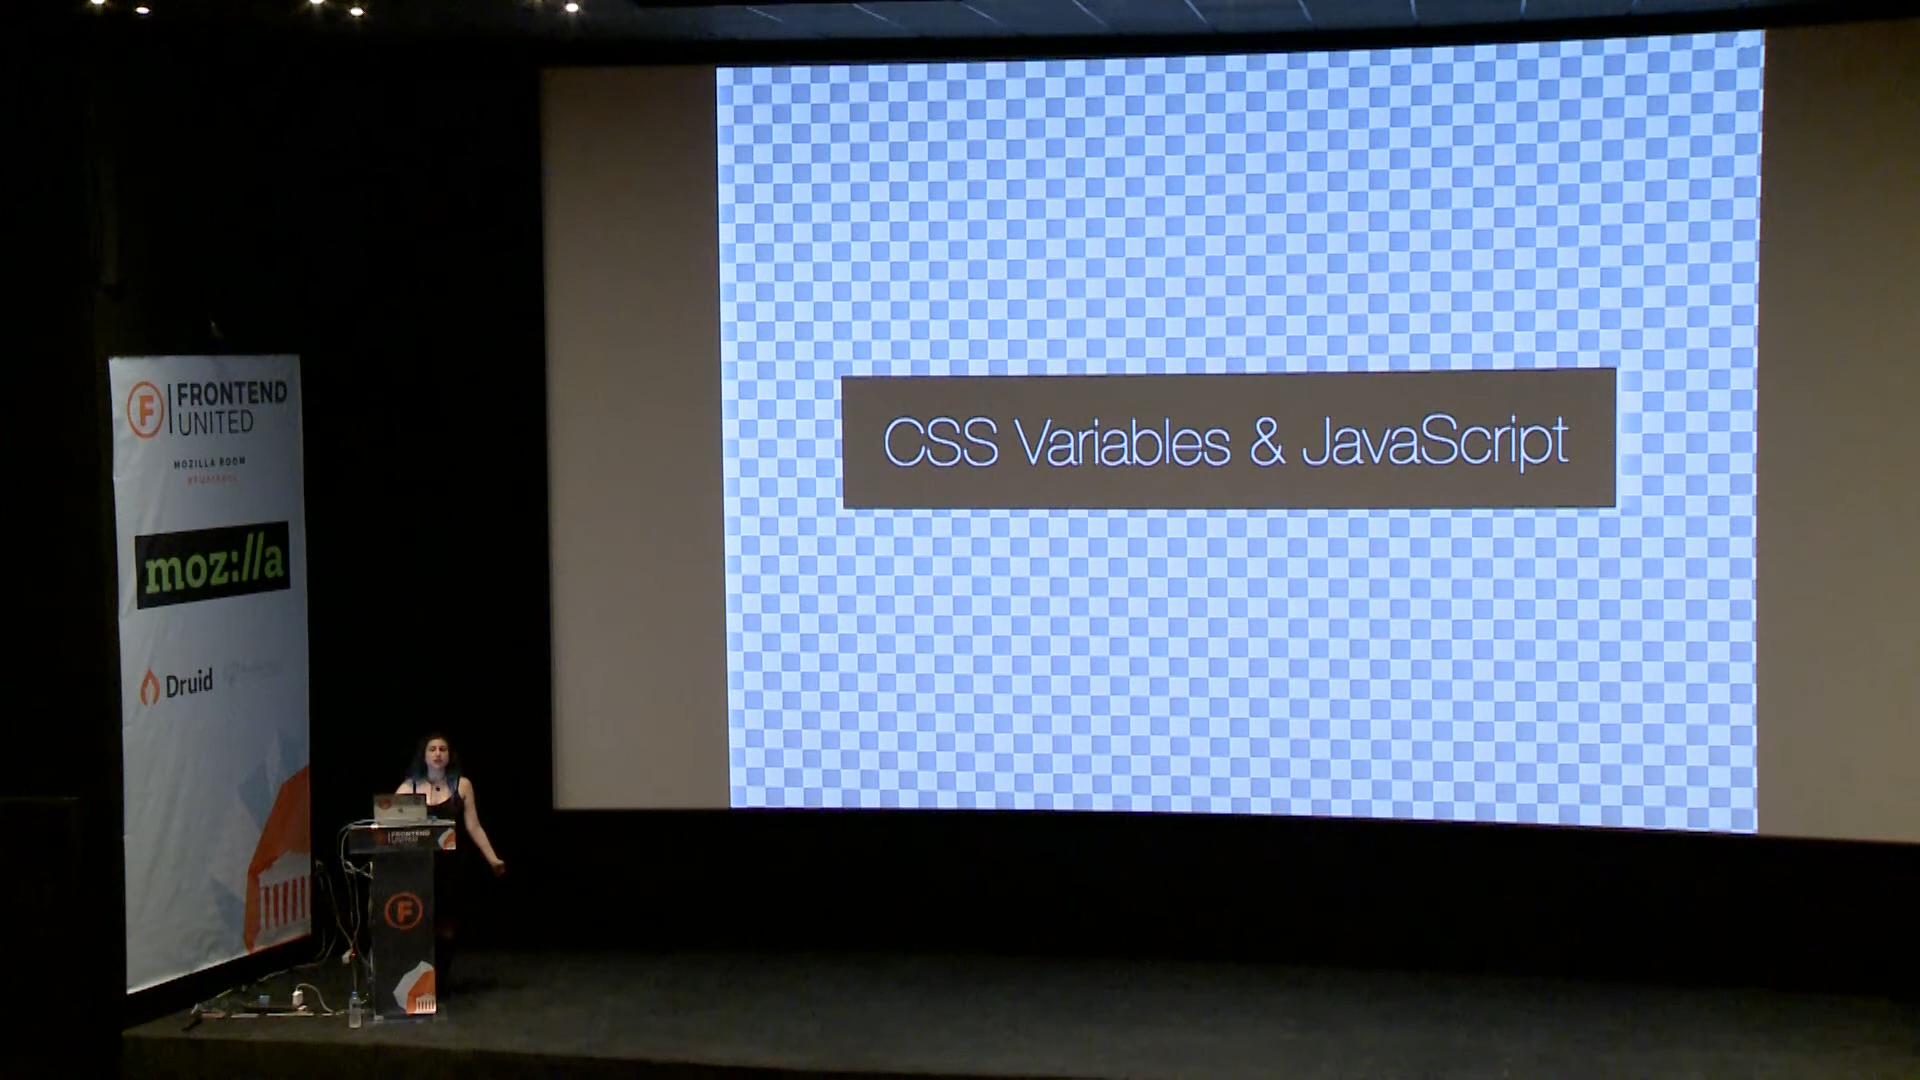 CSS Variables & JavaScript
F FRONTEND
UNITED
MOZILLA ROOM
moz://a
Druid
FRONTEND
UNITED
F